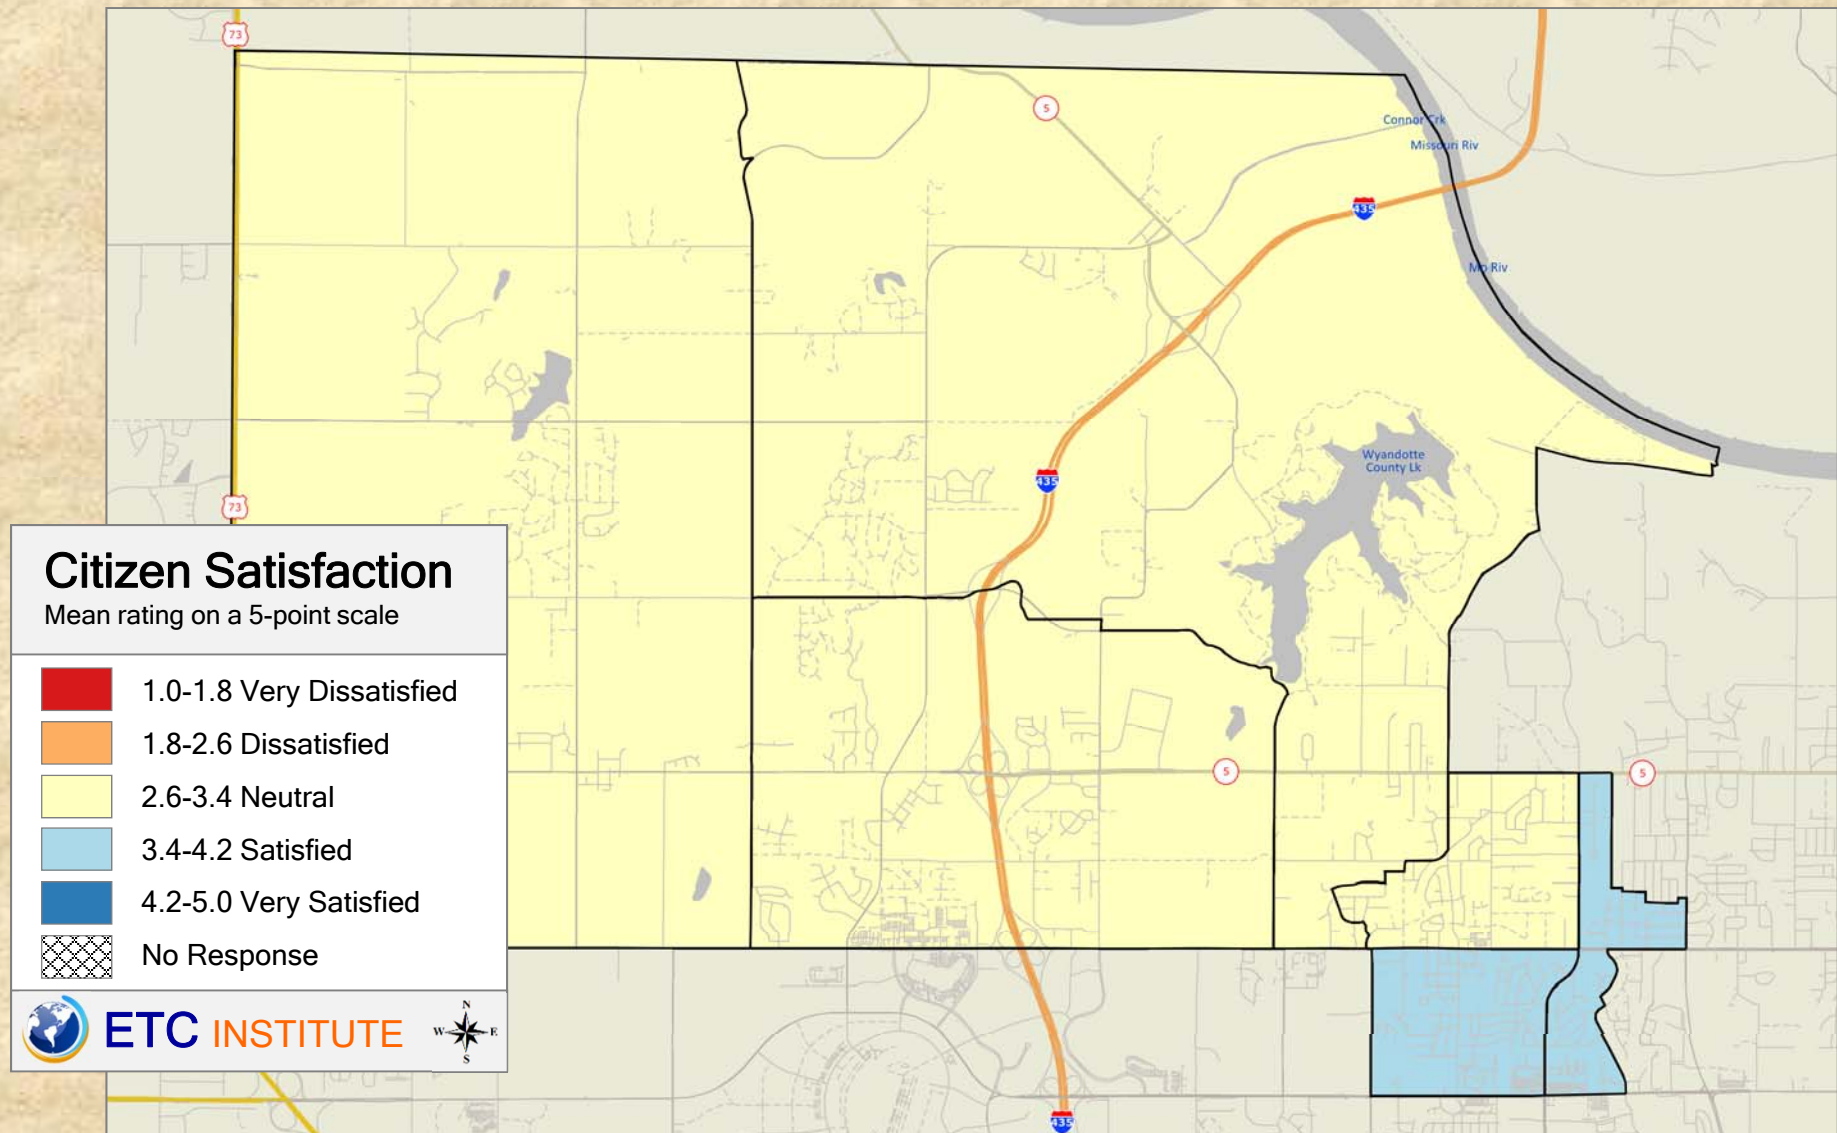 73
5
Connor Crk
Missouri Riv
435
Mo Riv
Wyandotte
County Lk
435
73
Citizen Satisfaction
Mean rating on a 5-point scale
1.0-1.8 Very Dissatisfied
1.8-2.6 Dissatisfied
2.6-3.4 Neutral
3.4-4.2 Satisfied
4.2-5.0 Very Satisfied
No Response
ETC INSTITUTE
N
W E
S
5
5
435